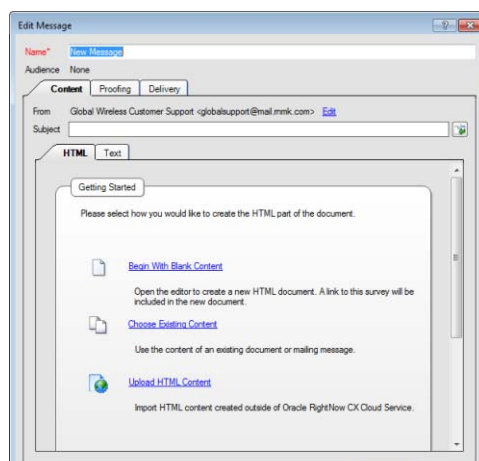 Edit Message
Name* New Message
Audience None
Content Proofing Delivery
From Global Wireless Customer Support <globalsupport@mail.mmk.com> Edit
Subject
HTML Text
Getting Started
Please select how you would like to create the HTML part of the document.
Begin With Blank Content
Open the editor to create a new HTML document. A link to this survey will be
included in the new document.
Choose Existing Content
Use the content of an existing document or mailing message.
Upload HTML Content
Import HTML content created outside of Oracle RightNow CX Cloud Service.